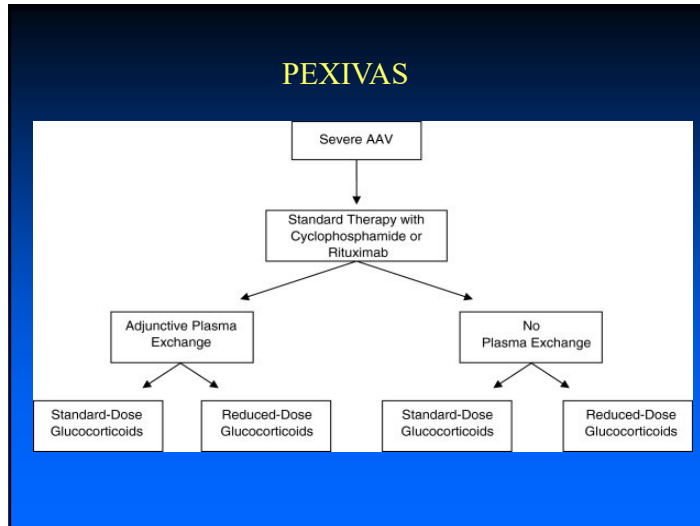 PEXIVAS
Severe AAV
Standard Therapy with
Cyclophosphamide or
Rituximab
Adjunctive Plasma
Exchange
No
Plasma Exchange
Standard-Dose
Glucocorticoids
Reduced-Dose
Glucocorticoids
Standard-Dose
Glucocorticoids
Reduced-Dose
Glucocorticoids